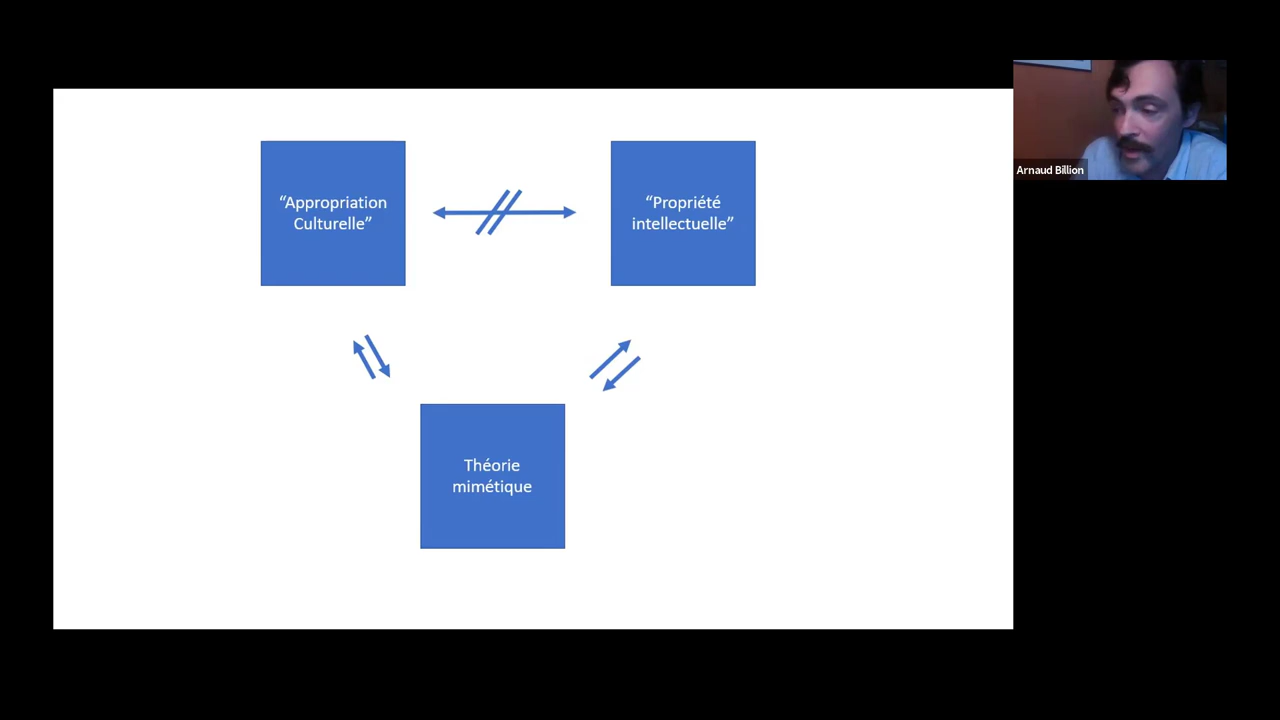 “Appropriation
Culturelle”
“Propriété
intellectuelle”
Théorie
mimétique
Arnaud Billion